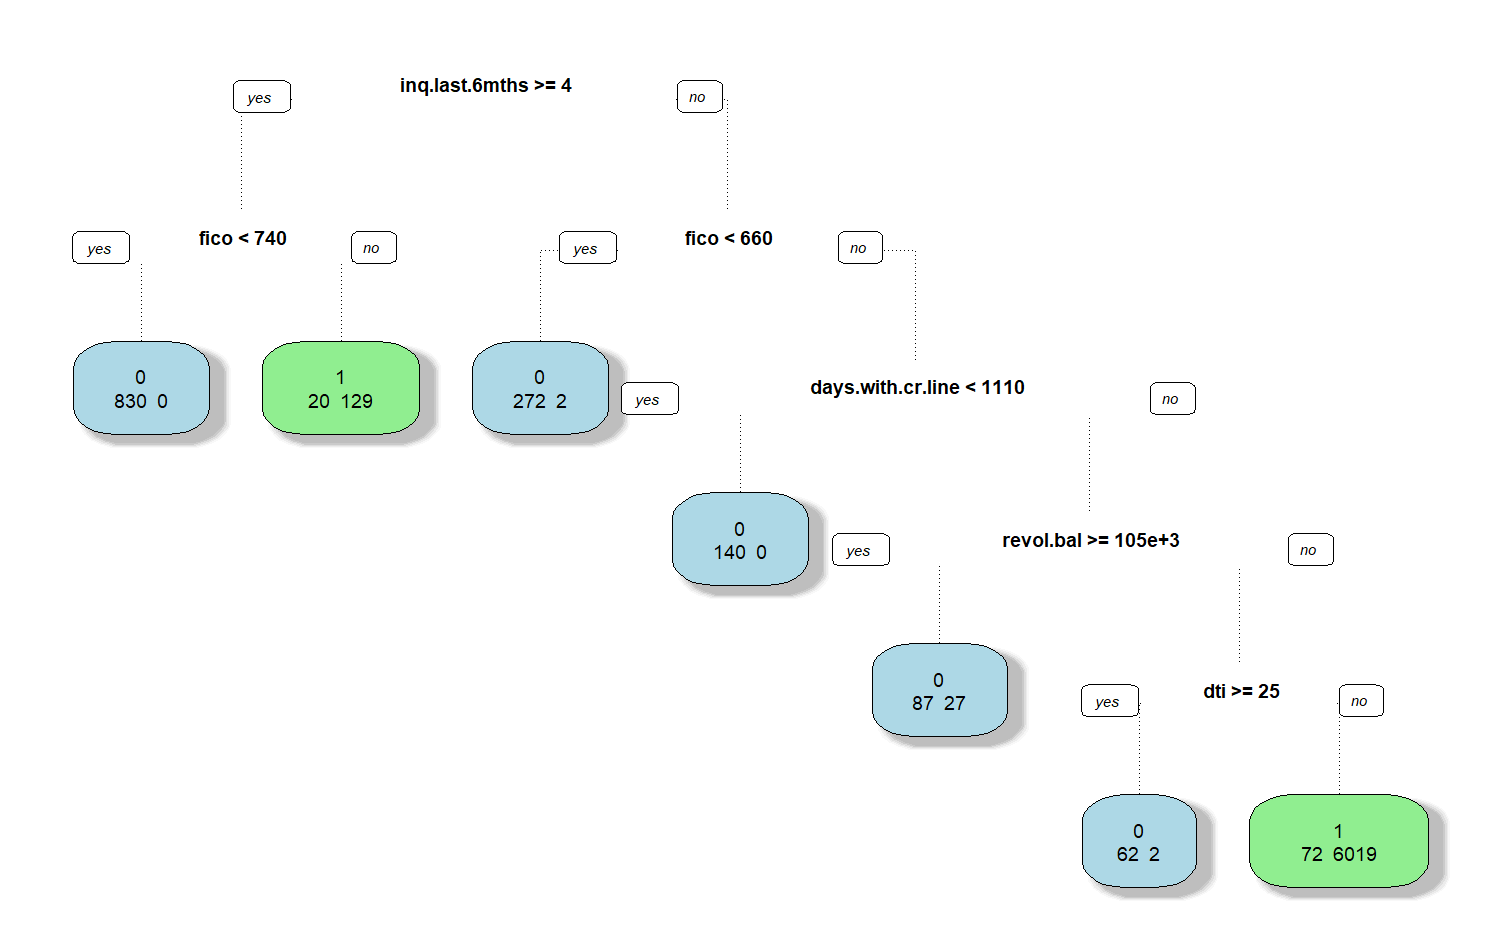 inq.last.6mths >= 4
yes
no
fico < 740
fico < 660
yes
no
yes
no
0
830 0
1
20 129
0
272 2
days.with.cr.line < 1110
yes
no
0
140 0
revol.bal >= 105e+3
yes
no
0
87 27
dti >= 25
yes
no
0
62 2
1
72 6019